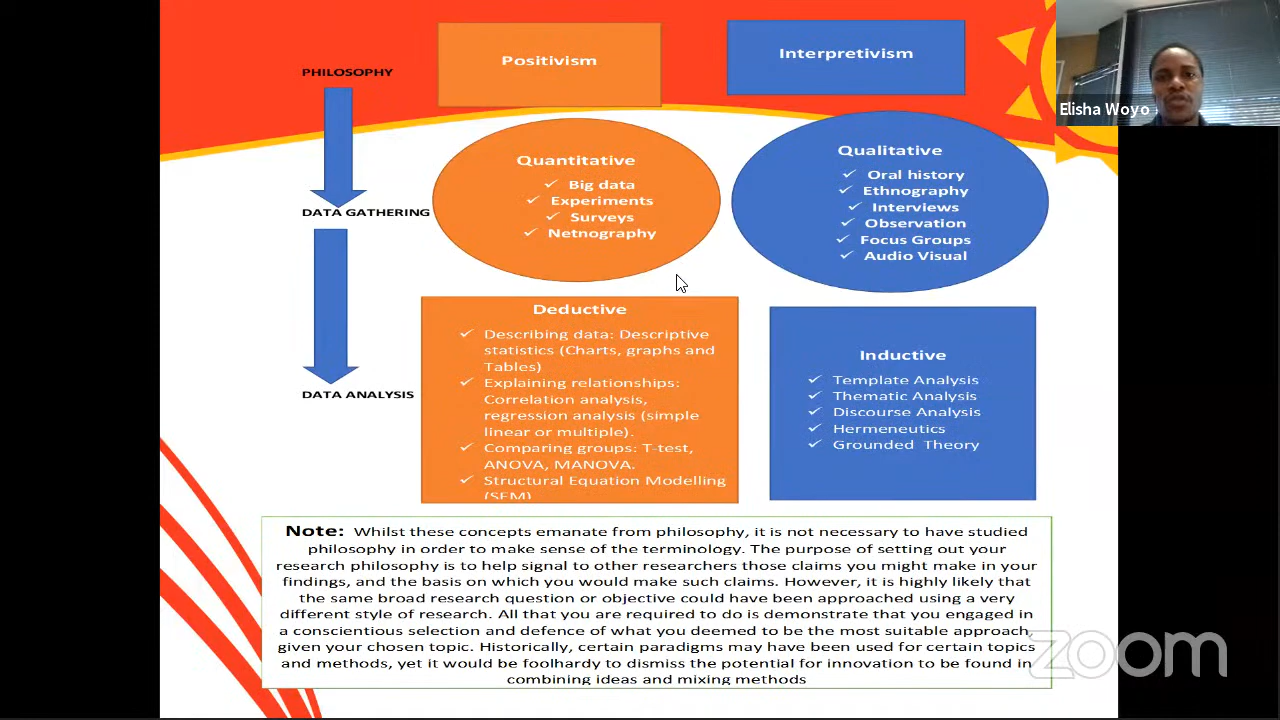 PHILOSOPHY
Positivism
Interpretivism
Elisha Woyo
DATA GATHERING
Quantitative
✓ Big data
✓ Experiments
✓ Surveys
✓ Netnography
Qualitative
✓ Oral history
✓ Ethnography
✓ Interviews
✓ Observation
✓ Focus Groups
✓ Audio Visual
DATA ANALYSIS
Deductive
✓ Describing data: Descriptive
statistics (Charts, graphs and
Tables)
✓ Explaining relationships:
Correlation analysis,
regression analysis (simple
linear or multiple).
✓ Comparing groups: T-test,
ANOVA, MANOVA.
✓ Structural Equation Modelling
(SEM)
Inductive
✓ Template Analysis
✓ Thematic Analysis
✓ Discourse Analysis
✓ Hermeneutics
✓ Grounded Theory
Note: Whilst these concepts emanate from philosophy, it is not necessary to have studied
philosophy in order to make sense of the terminology. The purpose of setting out your
research philosophy is to help signal to other researchers those claims you might make in your
findings, and the basis on which you would make such claims. However, it is highly likely that
the same broad research question or objective could have been approached using a very
different style of research. All that you are required to do is demonstrate that you engaged in
a conscientious selection and defence of what you deemed to be the most suitable approach,
given your chosen topic. Historically, certain paradigms may have been used for certain topics
and methods, yet it would be foolhardy to dismiss the potential for innovation to be found in
combining ideas and mixing methods
zoom